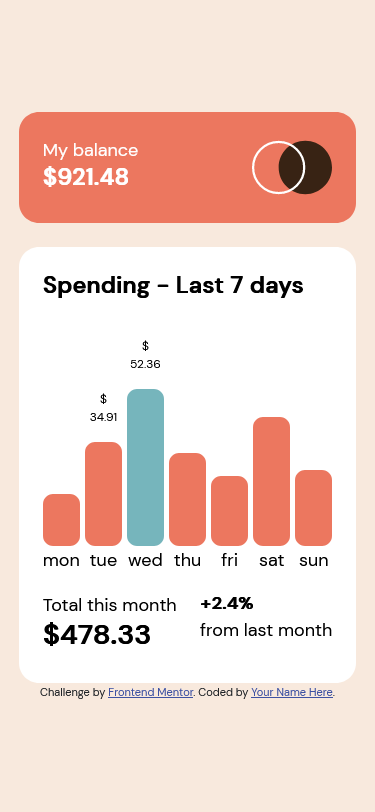 My balance
$921.48
Spending - Last 7 days
$
52.36
$
34.91
mon tue wed thu fri sat sun
Total this month
$478.33
+2.4%
from last month
Challenge by Frontend Mentor. Coded by Your Name Here.